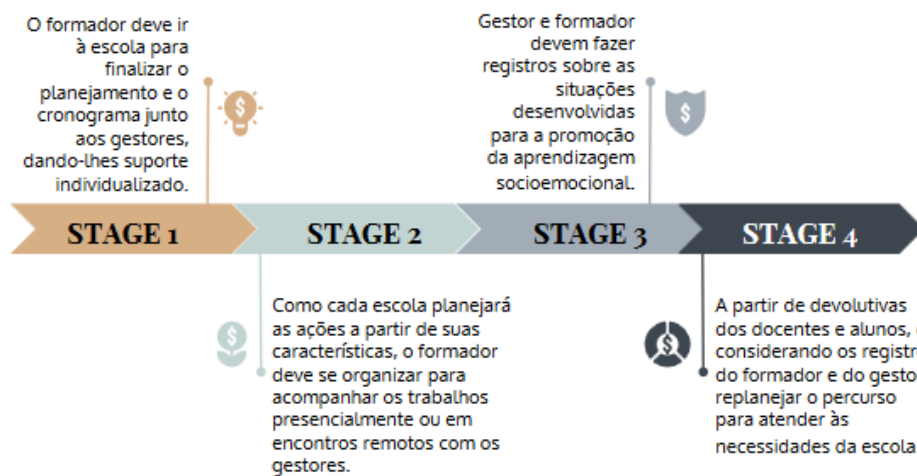 O formador deve ir
à escola para
finalizar o
planejamento e o
cronograma junto
aos gestores,
dando-lhes suporte
individualizado.
Gestor e formador
devem fazer
registros sobre as
situações
desenvolvidas
para a promoção
da aprendizagem
socioemocional.
STAGE 1
STAGE 2
STAGE 3
STAGE 4
Como cada escola planejará
as ações a partir de suas
características, o formador
deve se organizar para
acompanhar os trabalhos
presencialmente ou em
encontros remotos com os
gestores.
A partir de devolutivas
dos docentes e alunos,
considerando os
do formador e do
replanejar o percurso
para atender às
necessidades da escola